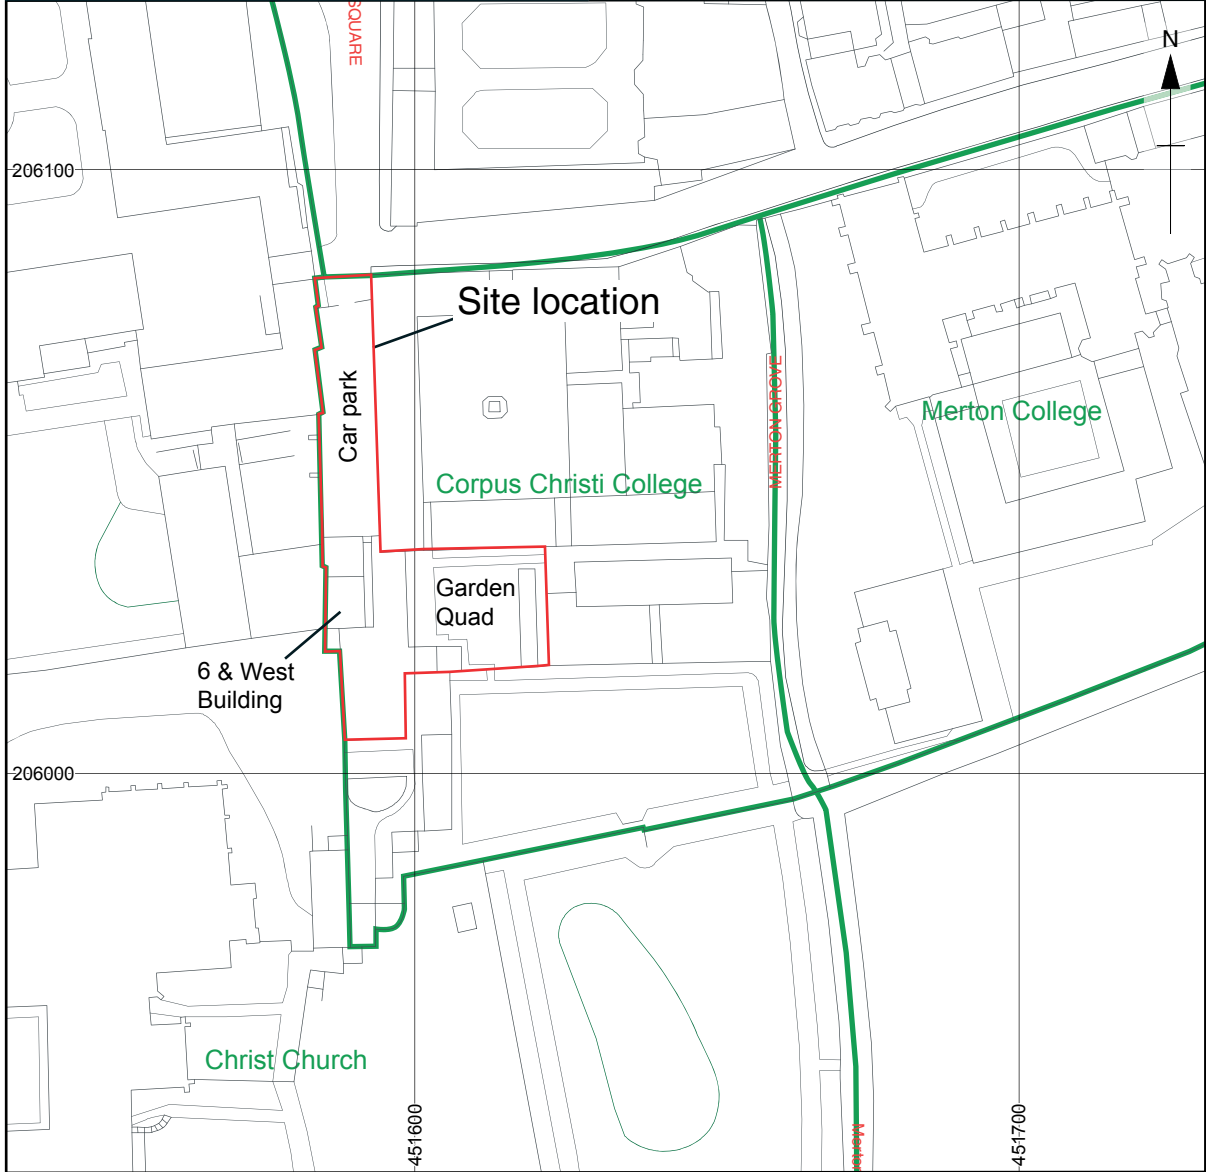 SQUARE
N
206100
Site location
Car park
MERTON GROVE
Merton College
Corpus Christi College
Garden
Quad
6 & West
Building
206000
Christ Church
451600
451700